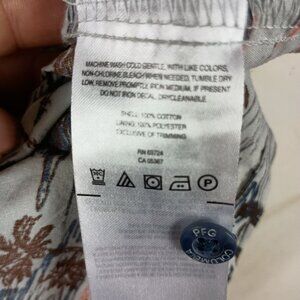 MACHINE WASH COLD GENTLE, WITH LIKE COLORS,
NON-CHLORINE BLEACH WHEN NEEDED, TUMBLE DRY
LOW, REMOVE PROMPTLY, IRON MEDIUM, IF PRESENT
DO NOT IRON DECAL, DRYCLEANABLE
SHELL: 100% COTTON
LINING: 100% POLYESTER
EXCLUSIVE OF TRIMMING
RN 69724
CA 05367
PFG
COLUMBIA